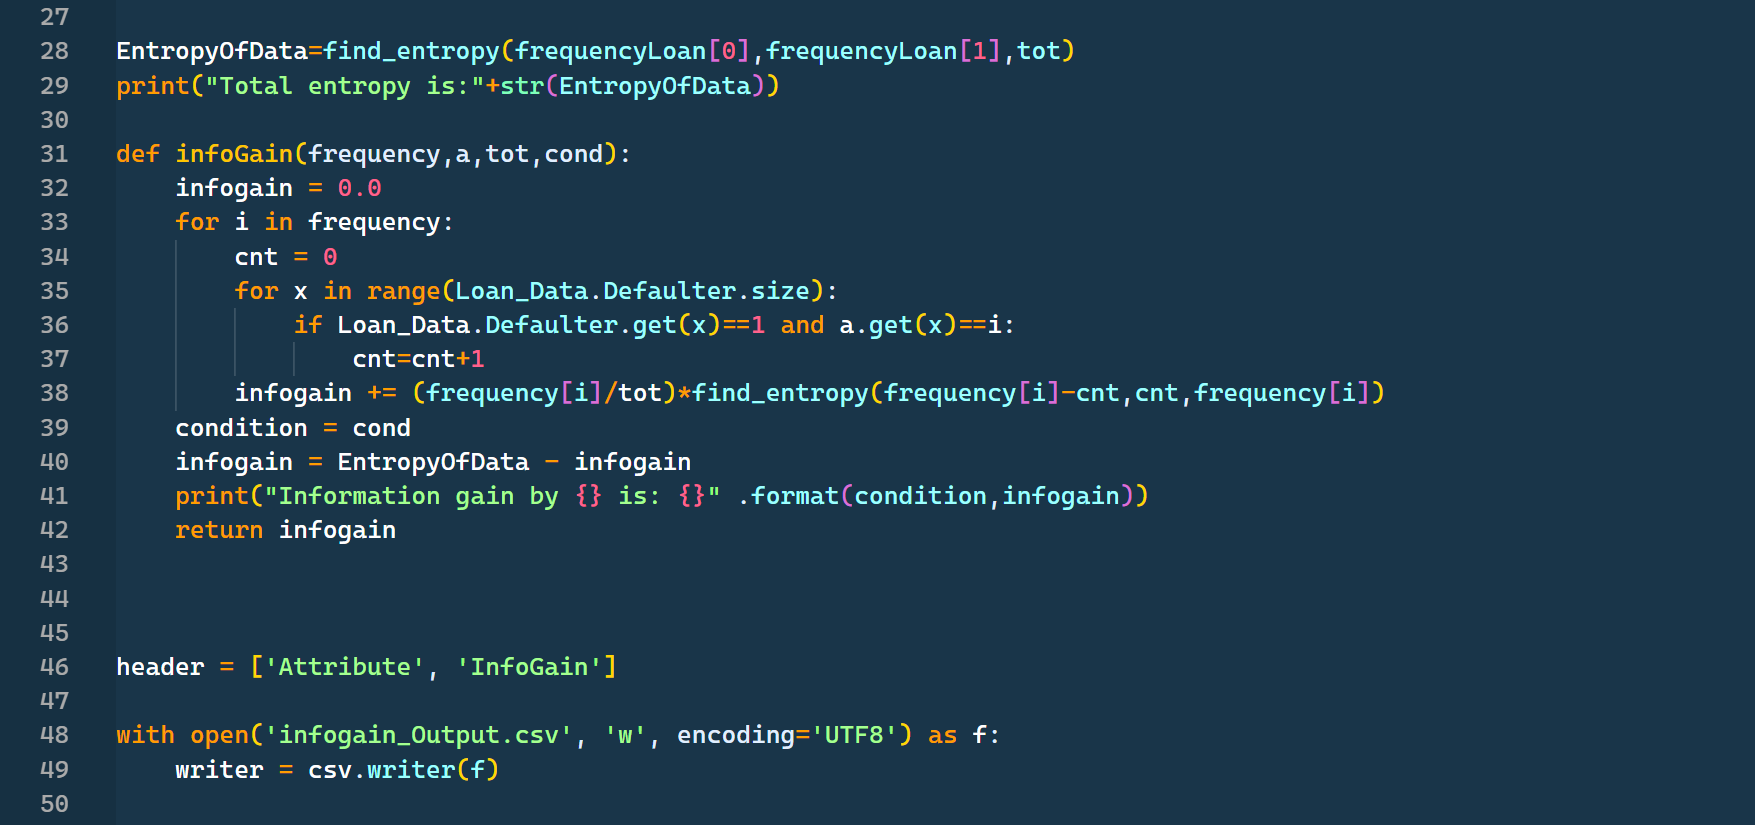 27
28 EntropyOfData=find_entropy(frequencyLoan[0],frequencyLoan[1],tot)
29 print("Total entropy is:"+str(EntropyOfData))
30
31 def infoGain(frequency,a,tot,cond):
32     infogain = 0.0
33     for i in frequency:
34         cnt = 0
35         for x in range(Loan_Data.Defaulter.size):
36             if Loan_Data.Defaulter.get(x)==1 and a.get(x)==i:
37                 cnt=cnt+1
38         infogain += (frequency[i]/tot)*find_entropy(frequency[i]-cnt,cnt,frequency[i])
39     condition = cond
40     infogain = EntropyOfData - infogain
41     print("Information gain by {} is: {}" .format(condition,infogain))
42     return infogain
43
44
45
46 header = ['Attribute', 'InfoGain']
47
48 with open('infogain_Output.csv', 'w', encoding='UTF8') as f:
49     writer = csv.writer(f)
50